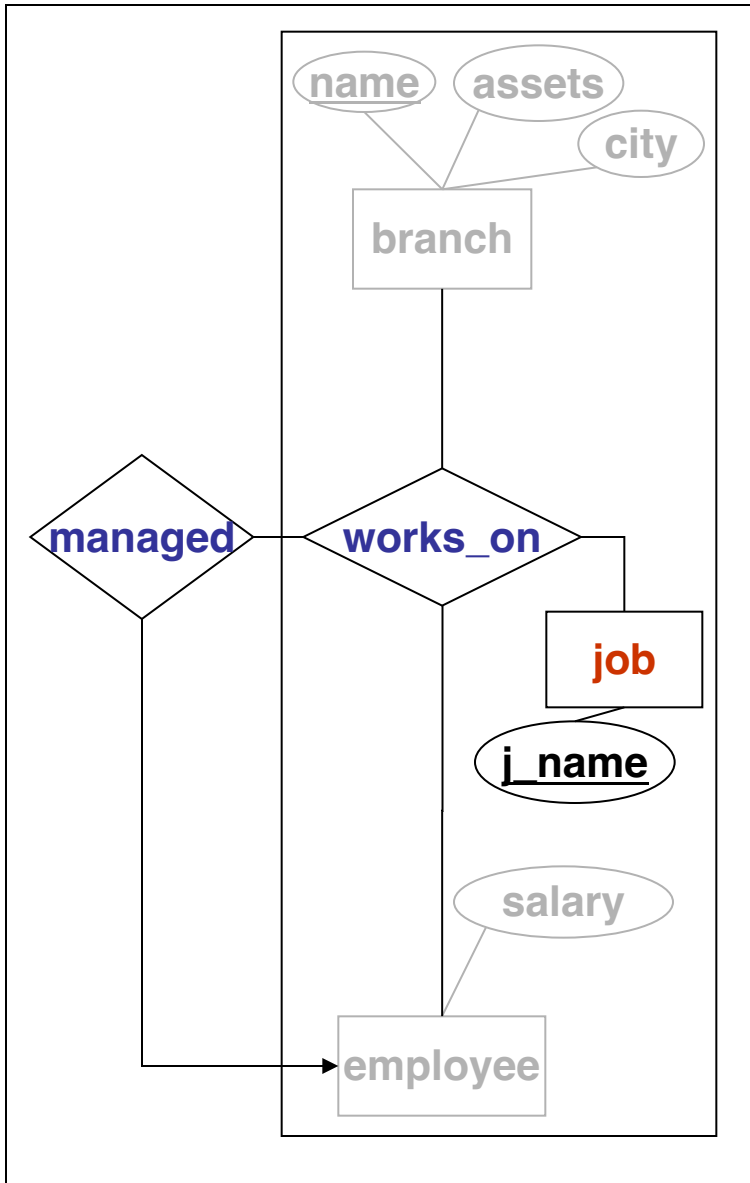 name
assets
city
branch
managed
works_on
job
j_name
salary
employee